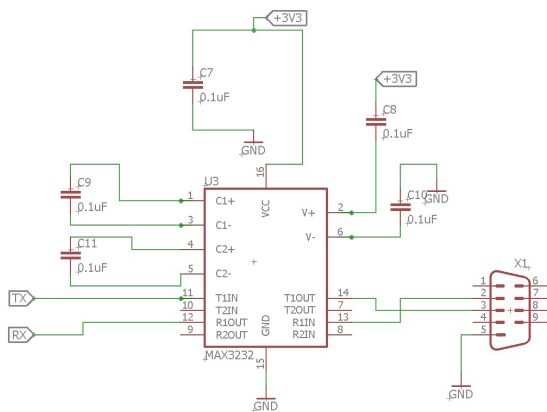 +3V3
C7
0.1uF
GND
+3V3
C8
0.1uF
U3
16
VCC
C9
0.1uF
1
C1+
3
C1-
C11
0.1uF
4
C2+
5
C2-
V+
2
V-
6
C10
0.1uF
GND
TX
11
T1IN
10
T2IN
RX
12
R1OUT
9
R2OUT
T1OUT
14
T2OUT
7
R1IN
13
R2IN
8
GND
15
MAX3232
GND
X1
1
2
3
4
5
6
7
8
9
GND